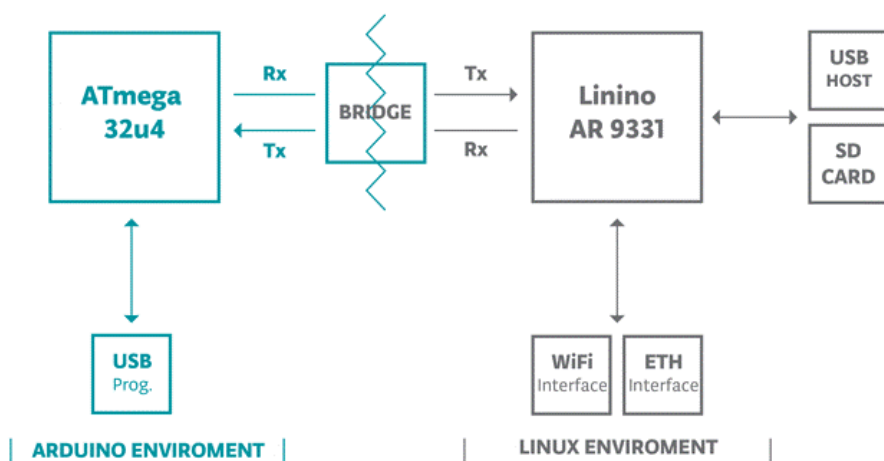 ATmega
32u4
Rx
Tx
BRIDGE
Tx
Rx
Linino
AR 9331
USB
HOST
SD
CARD
USB
Prog.
WiFi
Interface
ETH
Interface
ARDUINO ENVIROMENT
LINUX ENVIROMENT